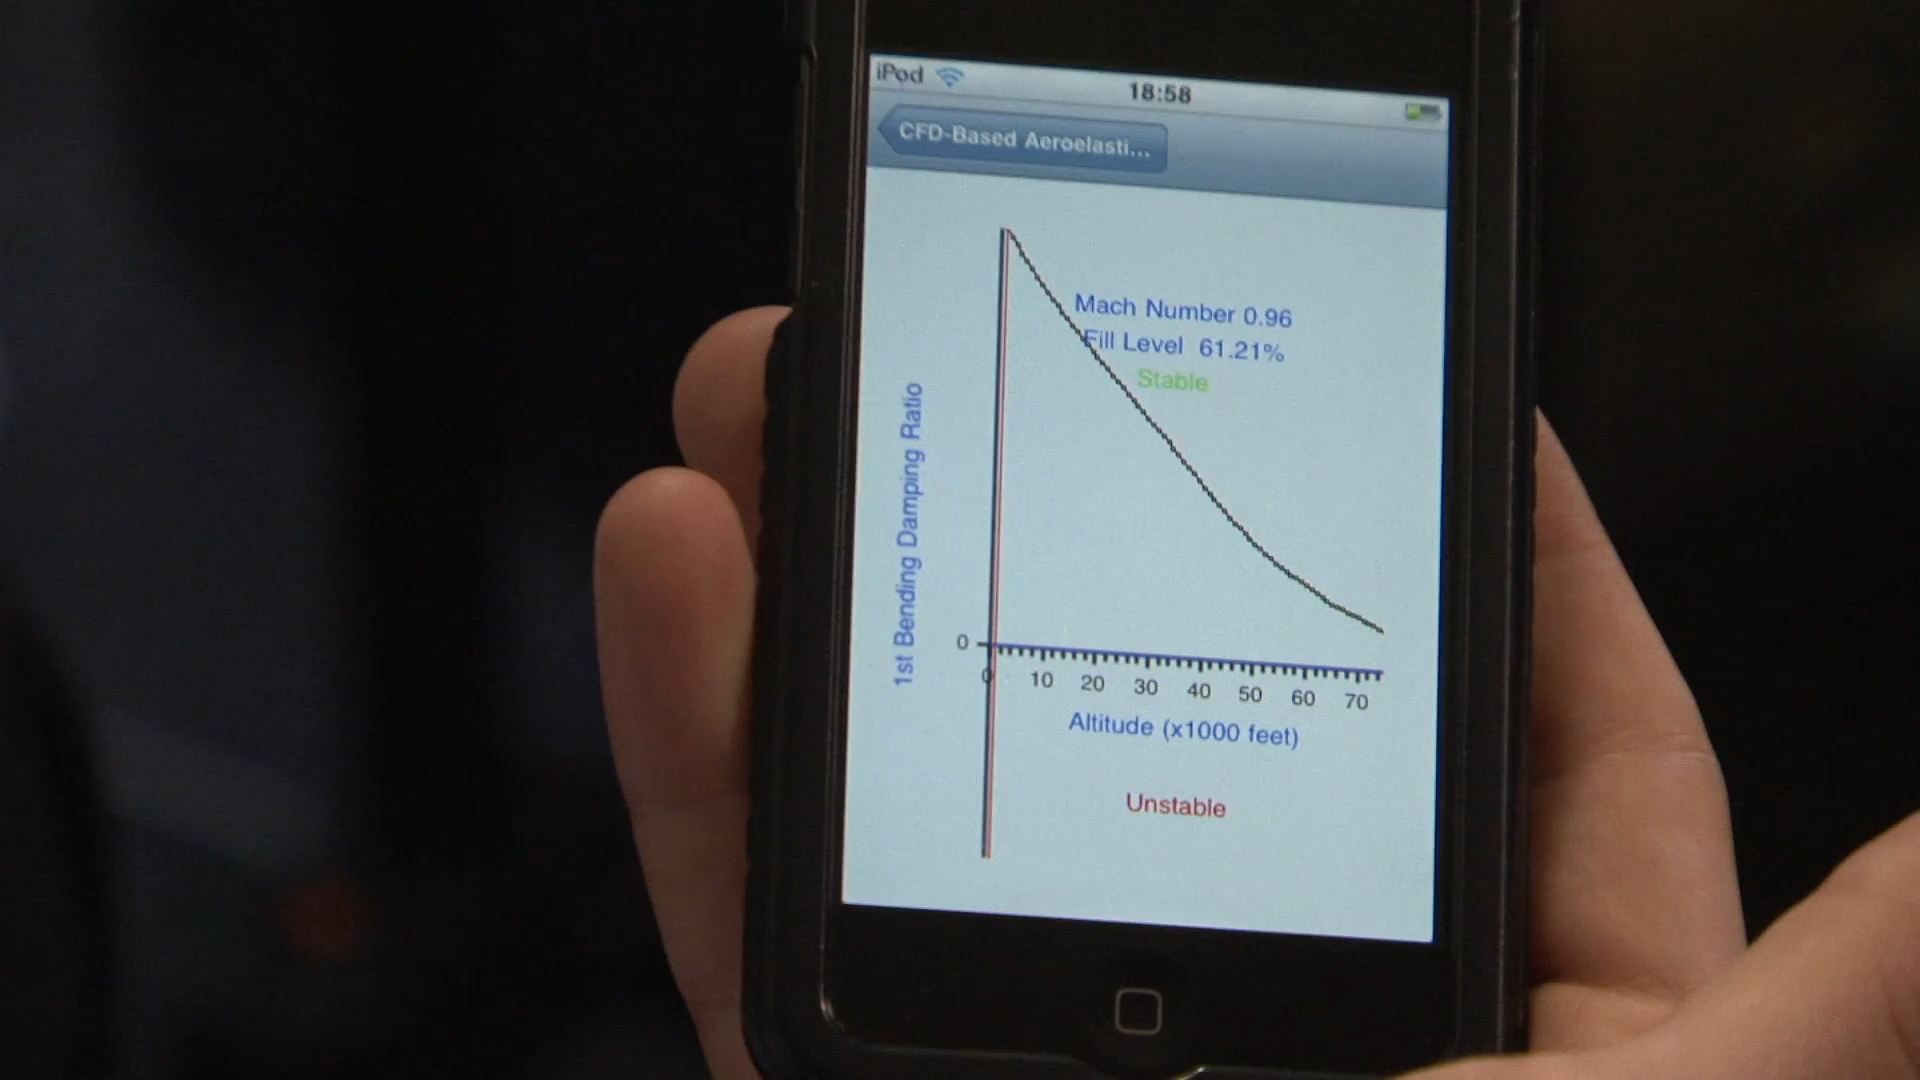 iPod
18:58
CFD-Based Aeroelasti...
Mach Number 0.96
Fill Level 61.21%
Stable
1st Bending Damping Ratio
0
0 10 20 30 40 50 60 70
Altitude (x1000 feet)
Unstable